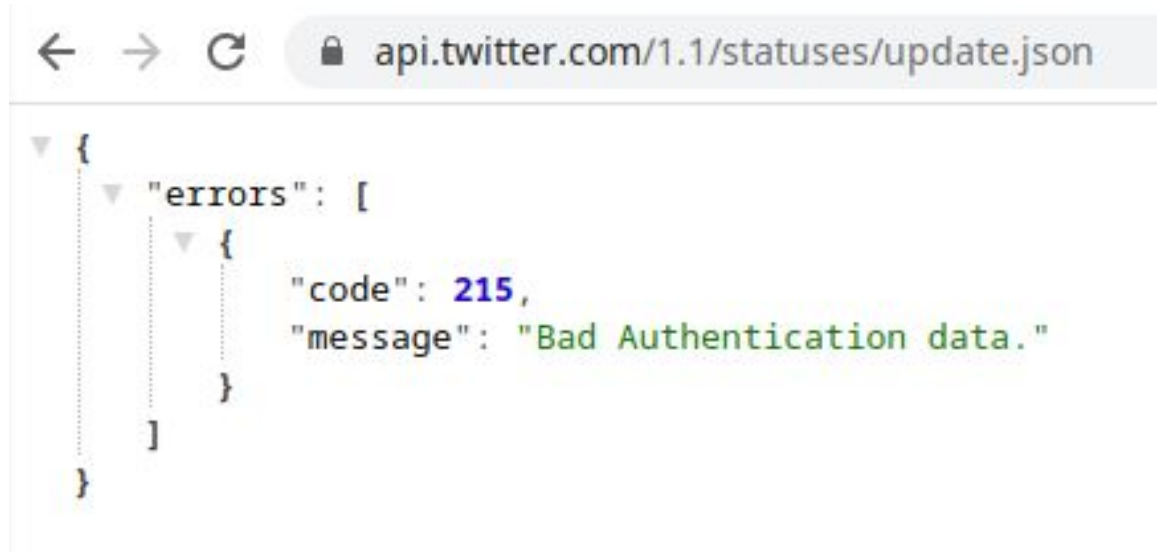 api.twitter.com/1.1/statuses/update.json
{
"errors": [
{
"code": 215,
"message": "Bad Authentication data."
}
]
}